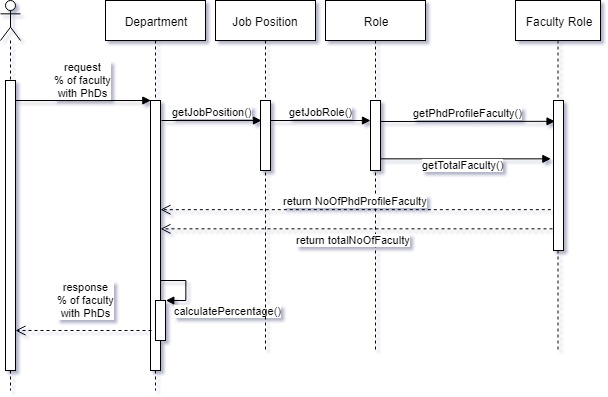 Department
Job Position
Role
Faculty Role
request
% of faculty
with PhDs
getJobPosition()
getJobRole()
getPhdProfileFaculty()
getTotalFaculty()
return NoOfPhdProfileFaculty
return totalNoOfFaculty
response
% of faculty
with PhDs
calculatePercentage()